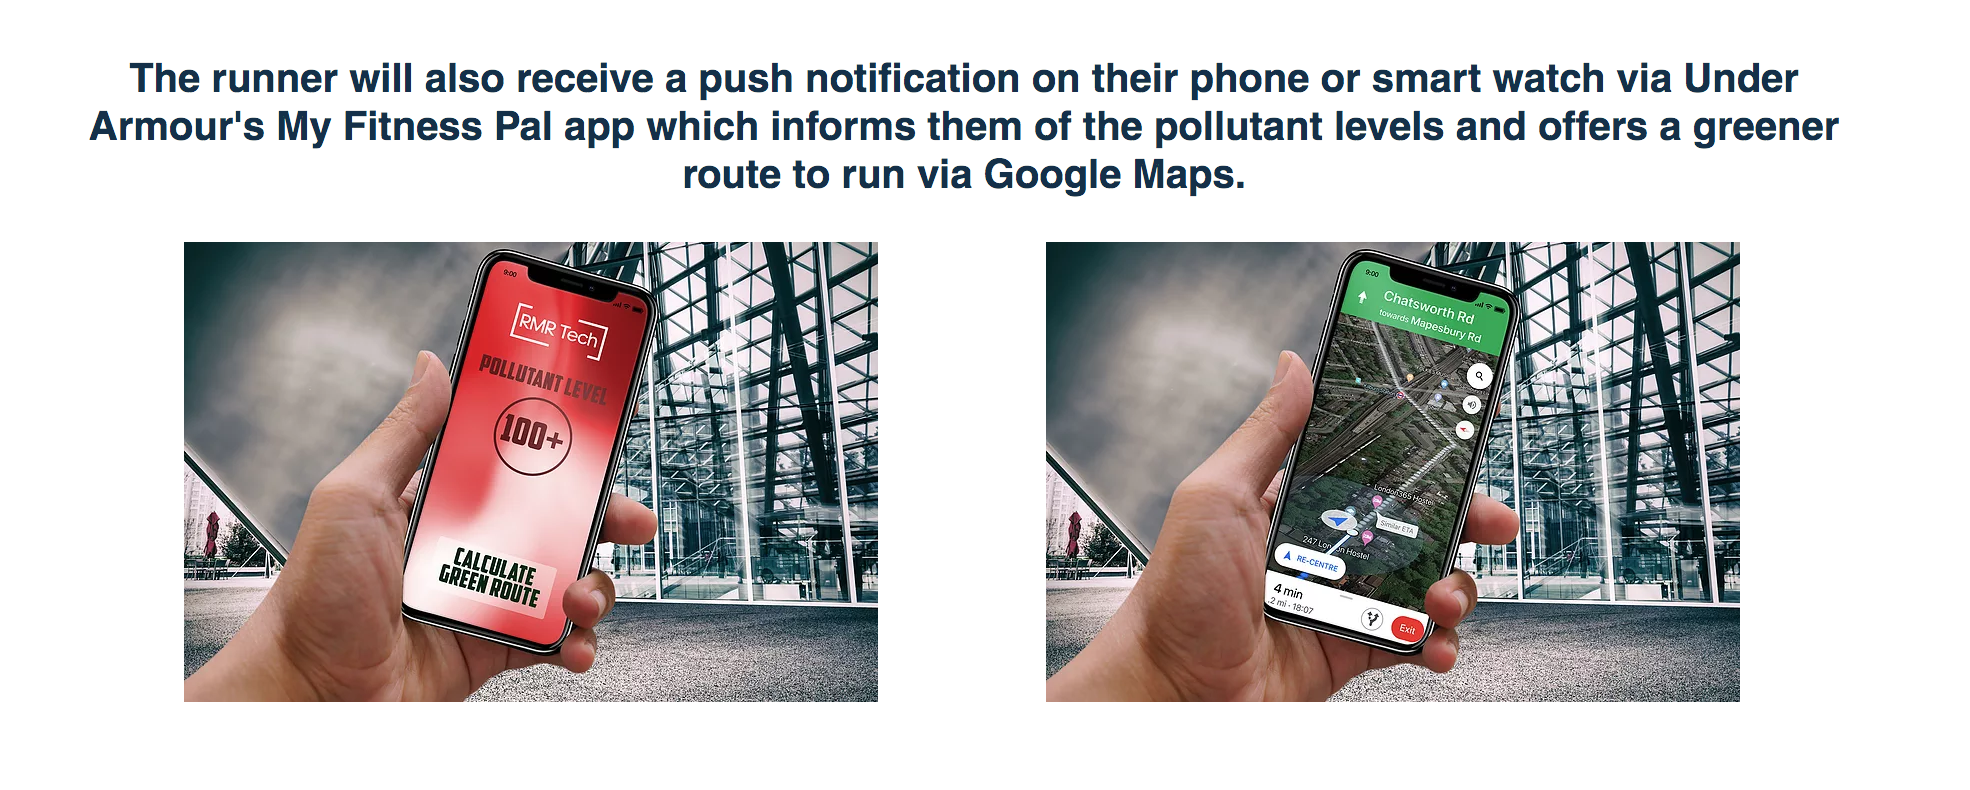 The runner will also receive a push notification on their phone or smart watch via Under
Armour's My Fitness Pal app which informs them of the pollutant levels and offers a greener
route to run via Google Maps.
9:00
RMR Tech
POLLUTANT LEVEL
100+
CALCULATE
GREEN ROUTE
9:00
Chatsworth Rd
towards Mapesbury Rd
London365 Hostel
Similar ETA
247 London Hostel
RE-CENTRE
4 min
.2 mi · 18:07
Exit